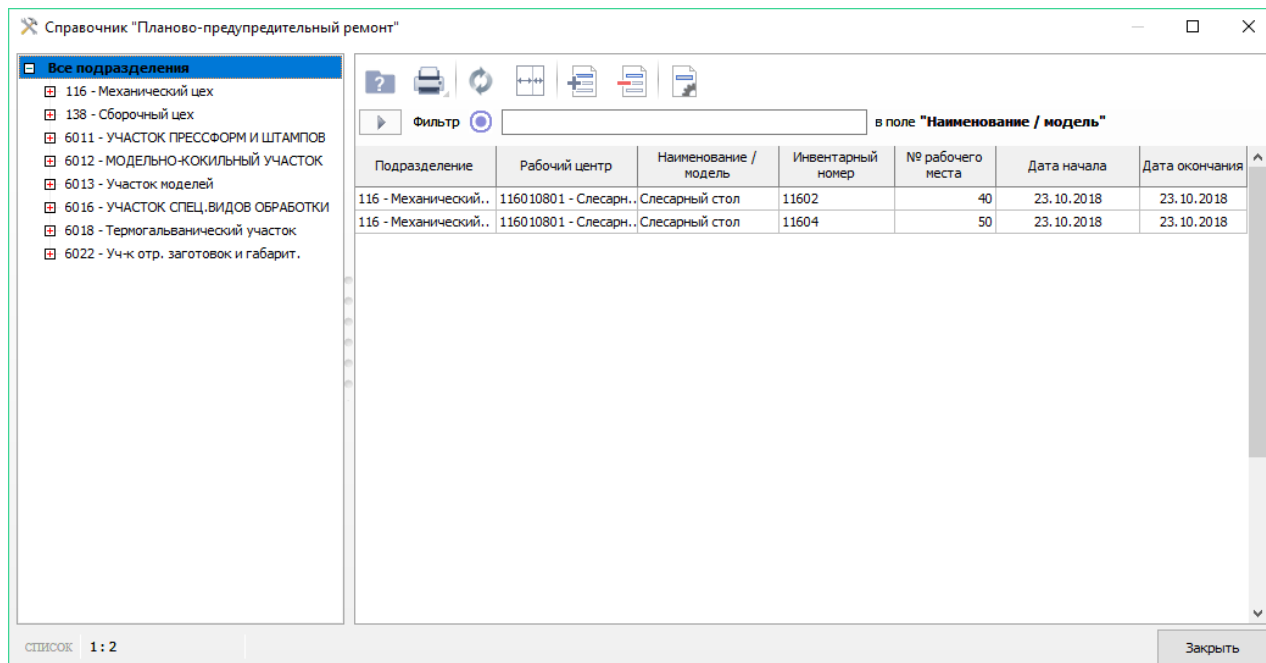 Справочник "Планово-предупредительный ремонт"
Все подразделения
116 - Механический цех
138 - Сборочный цех
6011 - УЧАСТОК ПРЕССФОРМ И ШТАМПОВ
6012 - МОДЕЛЬНО-КОКИЛЬНЫЙ УЧАСТОК
6013 - Участок моделей
6016 - УЧАСТОК СПЕЦ.ВИДОВ ОБРАБОТКИ
6018 - Термогальванический участок
6022 - Уч-к отр. заготовок и габарит.
?
Фильтр в поле "Наименование / модель"
Подразделение Рабочий центр Наименование / модель Инвентарный номер № рабочего места Дата начала Дата окончания
116 - Механический.. 116010801 - Слесарн.. Слесарный стол 11602 40 23.10.2018 23.10.2018
116 - Механический.. 116010801 - Слесарн.. Слесарный стол 11604 50 23.10.2018 23.10.2018
СПИСОК 1:2
Закрыть